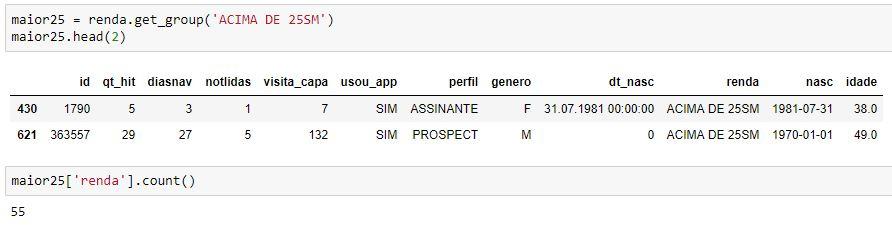 maior25 = renda.get_group('ACIMA DE 25SM')
maior25.head(2)
id qt_hit diasnav notlidas visita_capa usou_app perfil genero dt_nasc renda nasc idade
430 1790 5 3 1 7 SIM ASSINANTE F 31.07.1981 00:00:00 ACIMA DE 25SM 1981-07-31 38.0
621 363557 29 27 5 132 SIM PROSPECT M 0 ACIMA DE 25SM 1970-01-01 49.0
maior25['renda'].count()
55